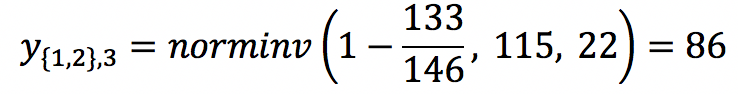 y_{{1,2},3} = norminv(1 − 133/146, 115, 22) = 86